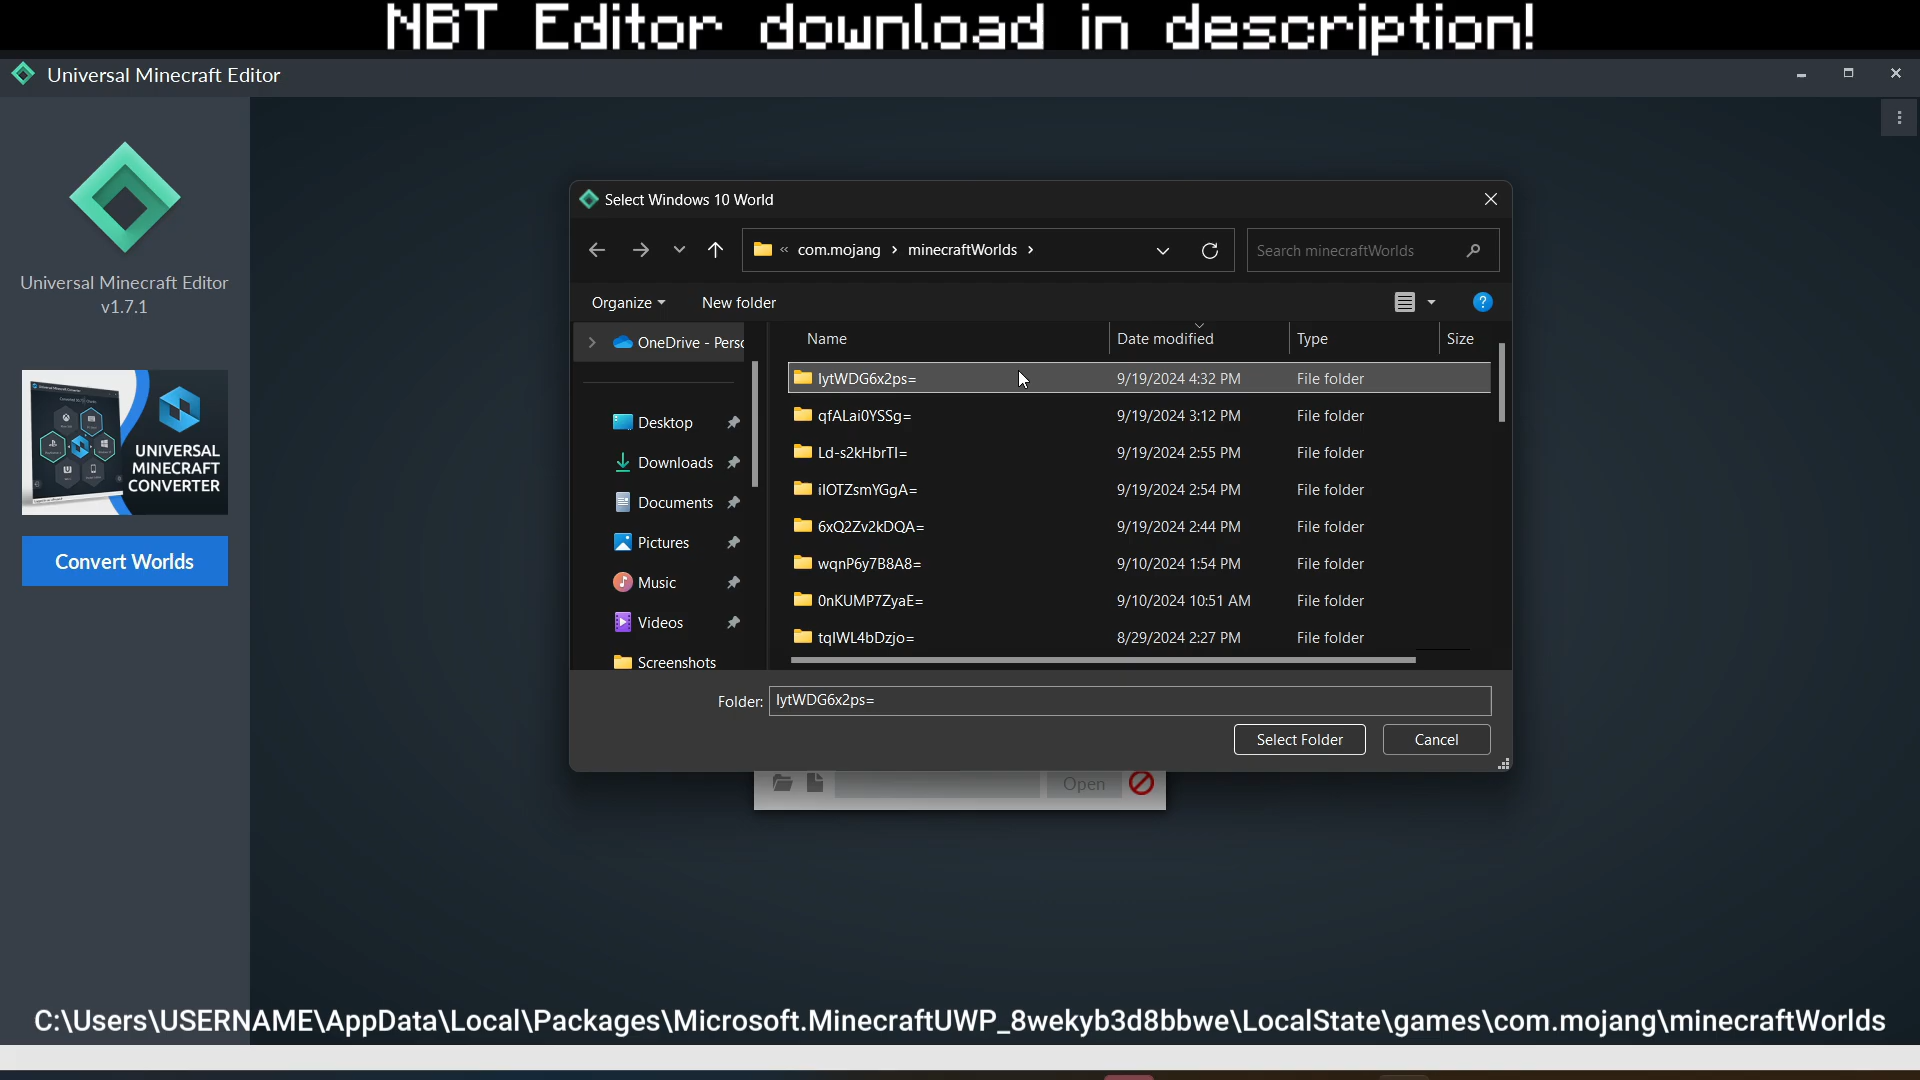 NBT Editor download in description!
Universal Minecraft Editor
Universal Minecraft Editor
v1.7.1
UNIVERSAL
MINECRAFT
CONVERTER
Convert Worlds
Select Windows 10 World
« com.mojang > minecraftWorlds >
Search minecraftWorlds
Organize
New folder
OneDrive - Perso
Desktop
Downloads
Documents
Pictures
Music
Videos
Screenshots
Name Date modified Type Size
lytWDG6x2ps= 9/19/2024 4:32 PM File folder
qfALai0YSSg= 9/19/2024 3:12 PM File folder
Ld-s2kHbrTI= 9/19/2024 2:55 PM File folder
ilOTZsmYGgA= 9/19/2024 2:54 PM File folder
6xQ2Zv2kDQA= 9/19/2024 2:44 PM File folder
wqnP6y7B8A8= 9/10/2024 1:54 PM File folder
0nKUMP7ZyaE= 9/10/2024 10:51 AM File folder
tqlWL4bDzjo= 8/29/2024 2:27 PM File folder
Folder: lytWDG6x2ps=
Select Folder
Cancel
Open
C:\Users\USERNAME\AppData\Local\Packages\Microsoft.MinecraftUWP_8wekyb3d8bbwe\LocalState\games\com.mojang\minecraftWorlds